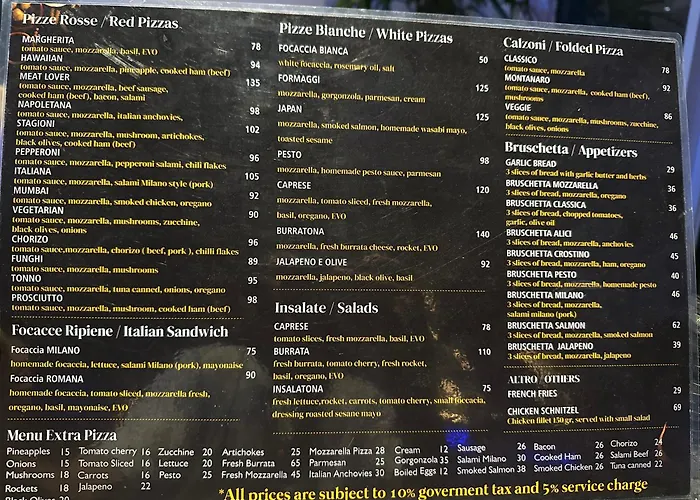 Pizze Rosse / Red Pizzas
MARGHERITA 78
tomato sauce, mozzarella, basil, EVO
HAWAIIAN 94
tomato sauce, mozzarella, pineapple, cooked ham (beef)
MEAT LOVER 135
tomato sauce, mozzarella, beef sausage,
cooked ham (beef), bacon, salami
NAPOLETANA 98
tomato sauce, mozzarella, italian anchovies,
STAGIONI 102
tomato sauce, mozzarella, mushroom, artichokes,
black olives, cooked ham (beef)
PEPPERONI 96
tomato sauce, mozzarella, pepperoni salami, chili flakes
ITALIANA 105
tomato sauce, mozzarella, salami Milano style (pork)
MUMBAI 92
tomato sauce, mozzarella, smoked chicken, oregano
VEGETARIAN 90
tomato sauce, mozzarella, mushrooms, zucchine,
black olives, onions
CHORIZO 96
tomato sauce,mozzarella, chorizo ( beef, pork ), chilli flakes
FUNGHI 89
tomato sauce, mozzarella, mushrooms
TONNO 95
tomato sauce, mozzarella, tuna canned, onions, oregano
PROSCIUTTO 98
tomato sauce, mozzarella, mushroom, cooked ham (beef)
Focacce Ripiene / Italian Sandwich
Focaccia MILANO 75
homemade focaccia, lettuce, salami Milano (pork), mayonaise
Focaccia ROMANA 90
homemade focaccia, tomato sliced, mozzarella fresh,
oregano, basil, mayonaise, EVO
Pizze Bianche / White Pizzas
FOCACCIA BIANCA 50
white focaccia, rosemary oil, salt
FORMAGGI 125
mozzarella, gorgonzola, parmesan, cream
JAPAN 125
mozzarella, smoked salmon, homemade wasabi mayo,
toasted sesame
PESTO 98
mozzarella, homemade pesto sauce, parmesan
CAPRESE 120
mozzarella, tomato sliced, fresh mozzarella,
basil, oregano, EVO
BURRATONA 140
mozzarella, fresh burrata cheese, rocket, EVO
JALAPENO E OLIVE 92
mozzarella, jalapeno, black olive, basil
Insalate / Salads
CAPRESE 78
tomato slices, fresh mozzarella, basil, EVO
BURRATA 110
fresh burrata, tomato cherry, fresh rocket,
basil, oregano, EVO
INSALATONA 75
fresh lettuce,rocket, carrots, tomato cherry, small foccacia,
dressing roasted sesame mayo
Calzoni / Folded Pizza
CLASSICO 78
tomato sauce, mozzarella
MONTANARO 92
tomato sauce, mozzarella, cooked ham (beef),
mushrooms
VEGGIE 86
tomato sauce, mozzarella, mushrooms, zucchine,
black olives, onions
Bruschetta / Appetizers
GARLIC BREAD 29
3 slices of bread with garlic butter and herbs
BRUSCHETTA MOZZARELLA 36
3 slices of bread, mozzarella, oregano
BRUSCHETTA CLASSICA 36
3 slices of bread, chopped tomatoes,
garlic, olive oil
BRUSCHETTA ALICI 46
3 slices of bread, mozzarella, anchovies
BRUSCHETTA CROSTINO 45
3 slices of bread, mozzarella, ham, oregano
BRUSCHETTA PESTO 40
3 slices of bread, mozzarella, homemade pesto
BRUSCHETTA MILANO 46
3 slices of bread, mozzarella,
salami milano (pork)
BRUSCHETTA SALMON 62
3 slices of bread, mozzarella, smoked salmon
BRUSCHETTA JALAPENO 39
3 slices of bread, mozzarella, jalapeno
ALTRO / OTHERS
FRENCH FRIES 29
CHICKEN SCHNITZEL 69
Chicken fillet 150 gr, served with small salad
Menu Extra Pizza
Pineapples 15 Tomato cherry 16 Zucchine 20 Artichokes 25 Mozzarella Pizza 28 Cream 12 Sausage 26 Bacon 26 Chorizo 24
Onions 15 Tomato Sliced 16 Lettuce 20 Fresh Burrata 65 Parmesan 25 Gorgonzola 35 Salami Milano 30 Cooked Ham 26 Salami Beef 26
Mushrooms 18 Carrots 16 Pesto 25 Fresh Mozzarella 45 Italian Anchovies 30 Boiled Eggs 12 Smoked Salmon 38 Smoked Chicken 26 Tuna canned 22
Rockets 18 Jalapeno 22
Black Olives 20
*All prices are subject to 10% goverment tax and 5% service charge